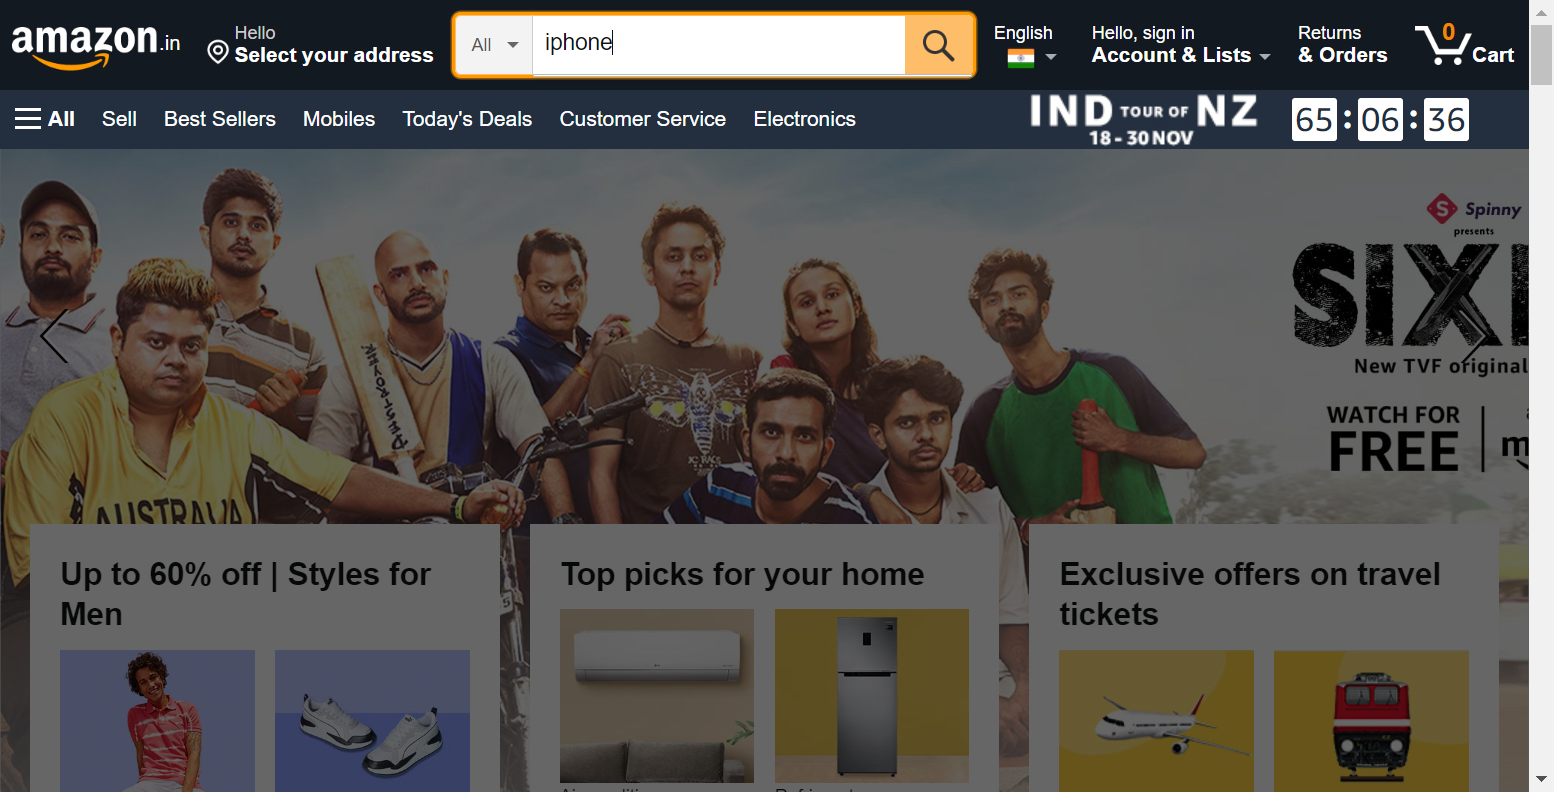 amazon.in
Hello
Select your address
All
iphone
English
Hello, sign in
Account & Lists
Returns
& Orders
0
Cart
All
Sell
Best Sellers
Mobiles
Today's Deals
Customer Service
Electronics
IND TOUR OF NZ
18 - 30 NOV
65 : 06 : 36
S Spinny
presents
SIX
New TVF original
WATCH FOR
FREE
AUSTRALIA
Up to 60% off | Styles for
Men
Top picks for your home
Exclusive offers on travel
tickets